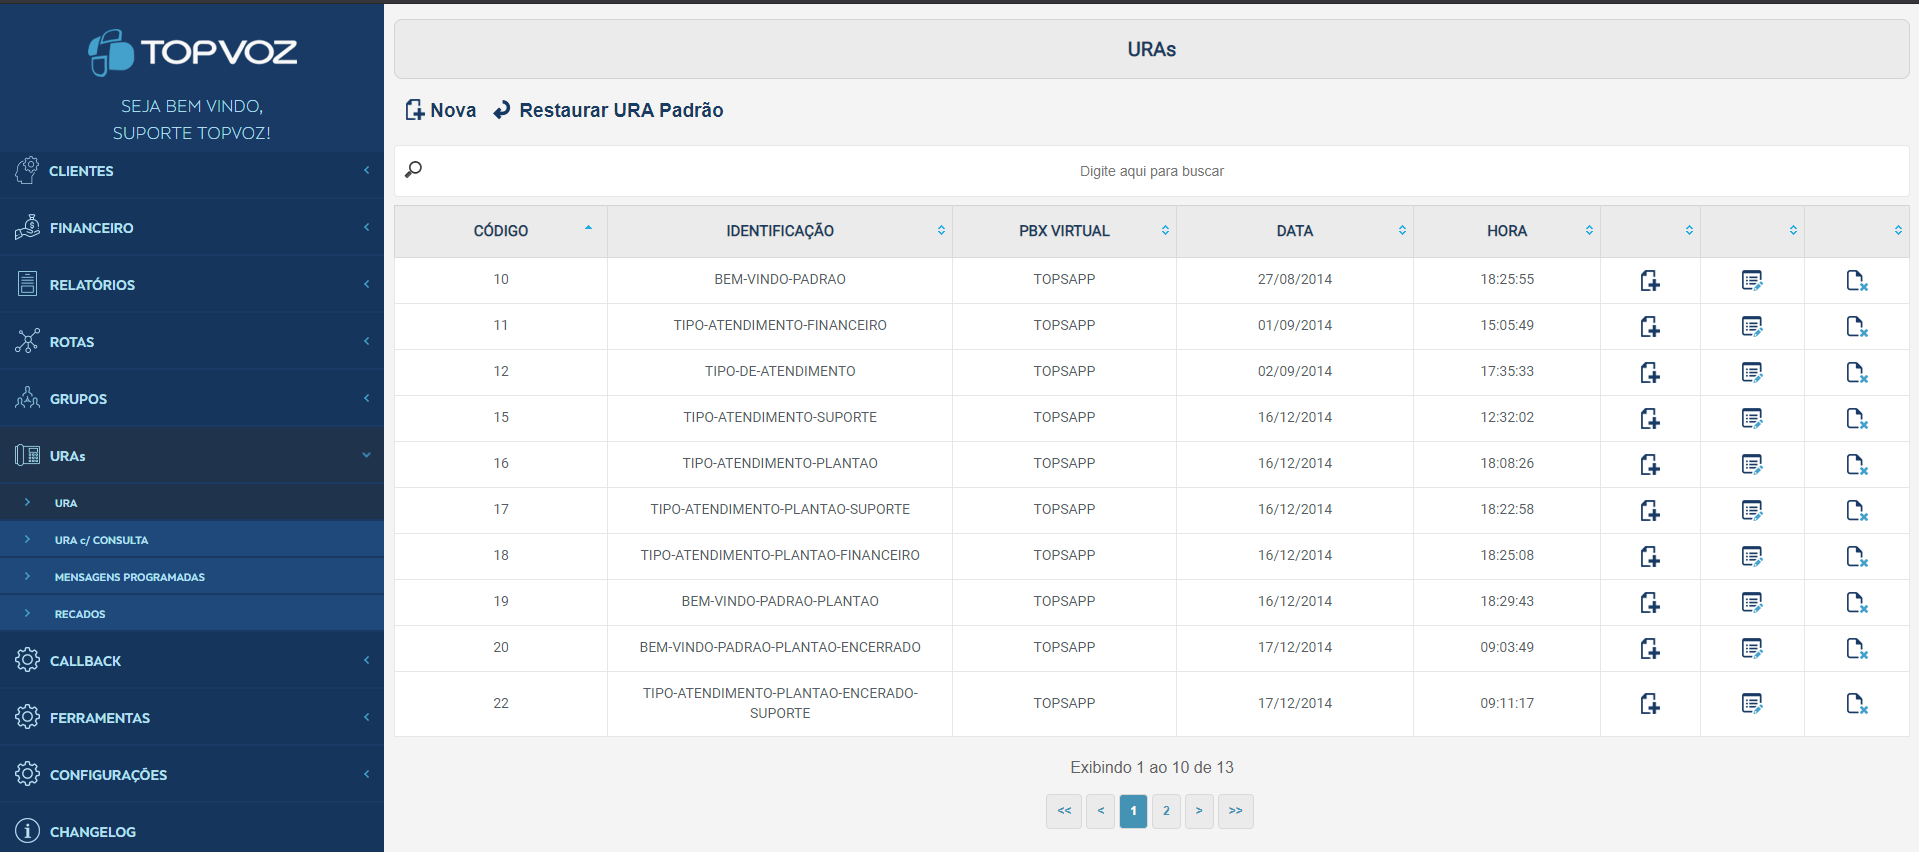 TOPVOZ
SEJA BEM VINDO,
SUPORTE TOPVOZ!
CLIENTES
FINANCEIRO
RELATÓRIOS
ROTAS
GRUPOS
URAs
URA
URA c/ CONSULTA
MENSAGENS PROGRAMADAS
RECADOS
CALLBACK
FERRAMENTAS
CONFIGURAÇÕES
CHANGELOG
URAs
Nova Restaurar URA Padrão
Digite aqui para buscar
CÓDIGO IDENTIFICAÇÃO PBX VIRTUAL DATA HORA
10 BEM-VINDO-PADRAO TOPSAPP 27/08/2014 18:25:55
11 TIPO-ATENDIMENTO-FINANCEIRO TOPSAPP 01/09/2014 15:05:49
12 TIPO-DE-ATENDIMENTO TOPSAPP 02/09/2014 17:35:33
15 TIPO-ATENDIMENTO-SUPORTE TOPSAPP 16/12/2014 12:32:02
16 TIPO-ATENDIMENTO-PLANTAO TOPSAPP 16/12/2014 18:08:26
17 TIPO-ATENDIMENTO-PLANTAO-SUPORTE TOPSAPP 16/12/2014 18:22:58
18 TIPO-ATENDIMENTO-PLANTAO-FINANCEIRO TOPSAPP 16/12/2014 18:25:08
19 BEM-VINDO-PADRAO-PLANTAO TOPSAPP 16/12/2014 18:29:43
20 BEM-VINDO-PADRAO-PLANTAO-ENCERRADO TOPSAPP 17/12/2014 09:03:49
22 TIPO-ATENDIMENTO-PLANTAO-ENCERADO-
SUPORTE TOPSAPP 17/12/2014 09:11:17
Exibindo 1 ao 10 de 13
<< < 1 2 > >>